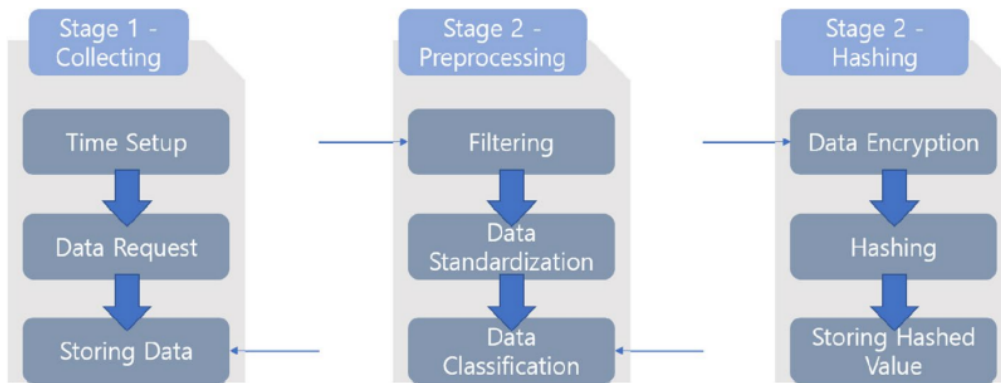 Stage 1 -
Collecting
Time Setup
Data Request
Storing Data
Stage 2 -
Preprocessing
Filtering
Data
Standardization
Data
Classification
Stage 2 -
Hashing
Data Encryption
Hashing
Storing Hashed
Value